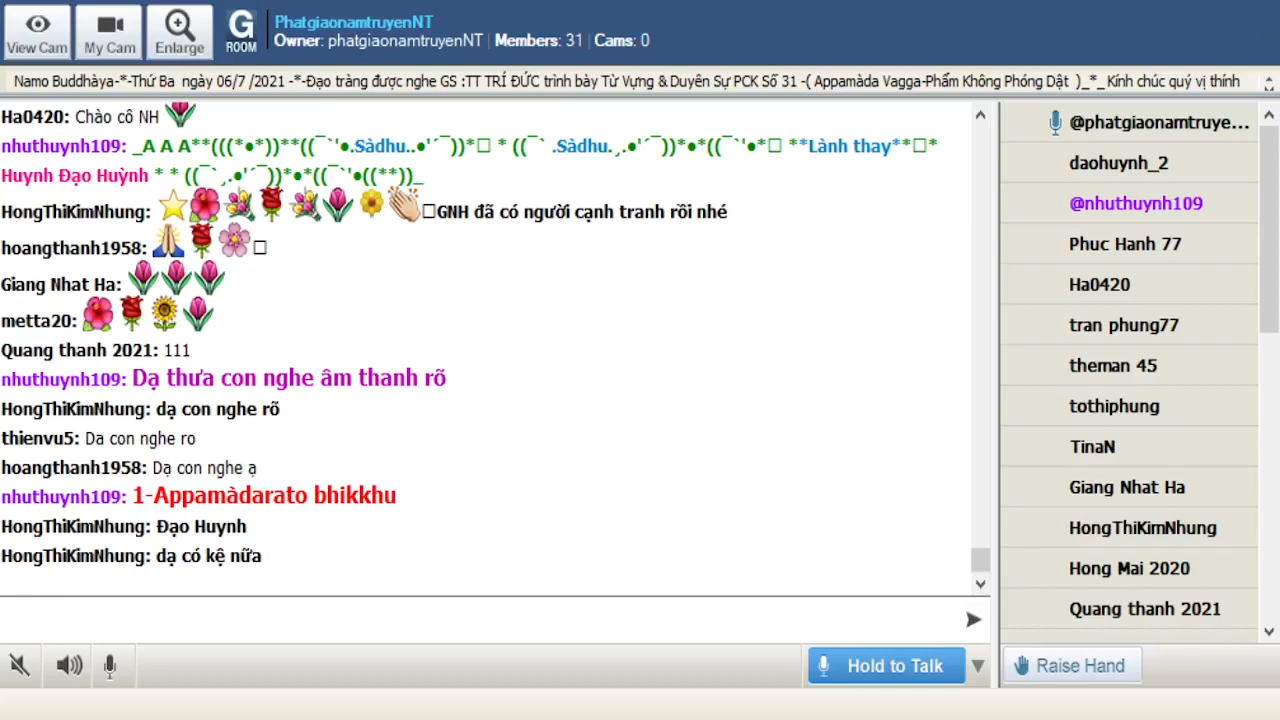 View Cam
My Cam
Enlarge
G
ROOM
PhatgiaonamtruyenNT
Owner: phatgiaonamtruyenNT | Members: 31 | Cams: 0
Namo Buddhàya-*-Thứ Ba ngày 06/7 /2021 -*-Đạo tràng được nghe GS :TT TRÍ ĐỨC trình bày Từ Vựng & Duyên Sự PCK Số 31 -( Appamàda Vagga-Phẩm Không Phóng Dật )_*_ Kính chúc quý vị thính
Ha0420: Chào cô NH
nhuthuynh109: _A A A**(((*•*))**((¯`'•.Sàdhu..•'´¯))*□ * ((¯` .Sàdhu.¸.•'´¯))*•*((¯`'•*□ **Lành thay**□*
Huynh Đạo Huỳnh * * ((¯`¸.•'´¯))*•*((¯`'•((**))_
HongThiKimNhung: □GNH đã có người cạnh tranh rồi nhé
hoangthanh1958: □
Giang Nhat Ha:
metta20:
Quang thanh 2021: 111
nhuthuynh109: Dạ thưa con nghe âm thanh rõ
HongThiKimNhung: dạ con nghe rõ
thienvu5: Da con nghe ro
hoangthanh1958: Dạ con nghe ạ
nhuthuynh109: 1-Appamàdarato bhikkhu
HongThiKimNhung: Đạo Huynh
HongThiKimNhung: dạ có kệ nữa
@phatgiaonamtruye...
daohuynh_2
@nhuthuynh109
Phuc Hanh 77
Ha0420
tran phung77
theman 45
tothiphung
TinaN
Giang Nhat Ha
HongThiKimNhung
Hong Mai 2020
Quang thanh 2021
Hold to Talk
Raise Hand